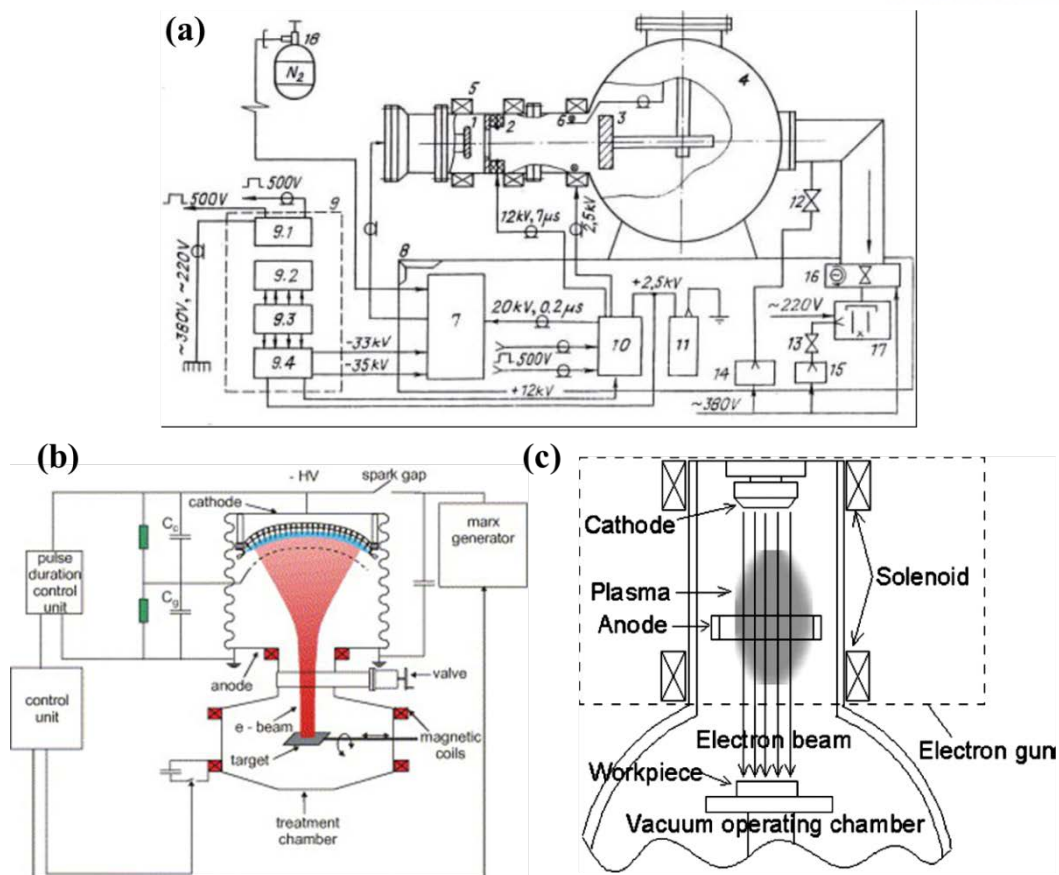 (a)
18
N2
5
1
2
6
3
4
500V
500V
9
12kV, 7μs
2,5kV
12
9.1
8
9.2
16
+2,5kV
~380V, ~220V
9.3
7
20kV, 0.2μs
~220V
13
9.4
-33kV
-35kV
500V
10
11
14
15
17
+12kV
~380V
(b)
- HV
spark gap
cathode
Cc
marx
generator
pulse
duration
control
unit
Cg
anode
valve
control
unit
e - beam
target
magnetic
coils
treatment
chamber
(c)
Cathode
Solenoid
Plasma
Anode
Electron beam
Electron gun
Workpiece
Vacuum operating chamber